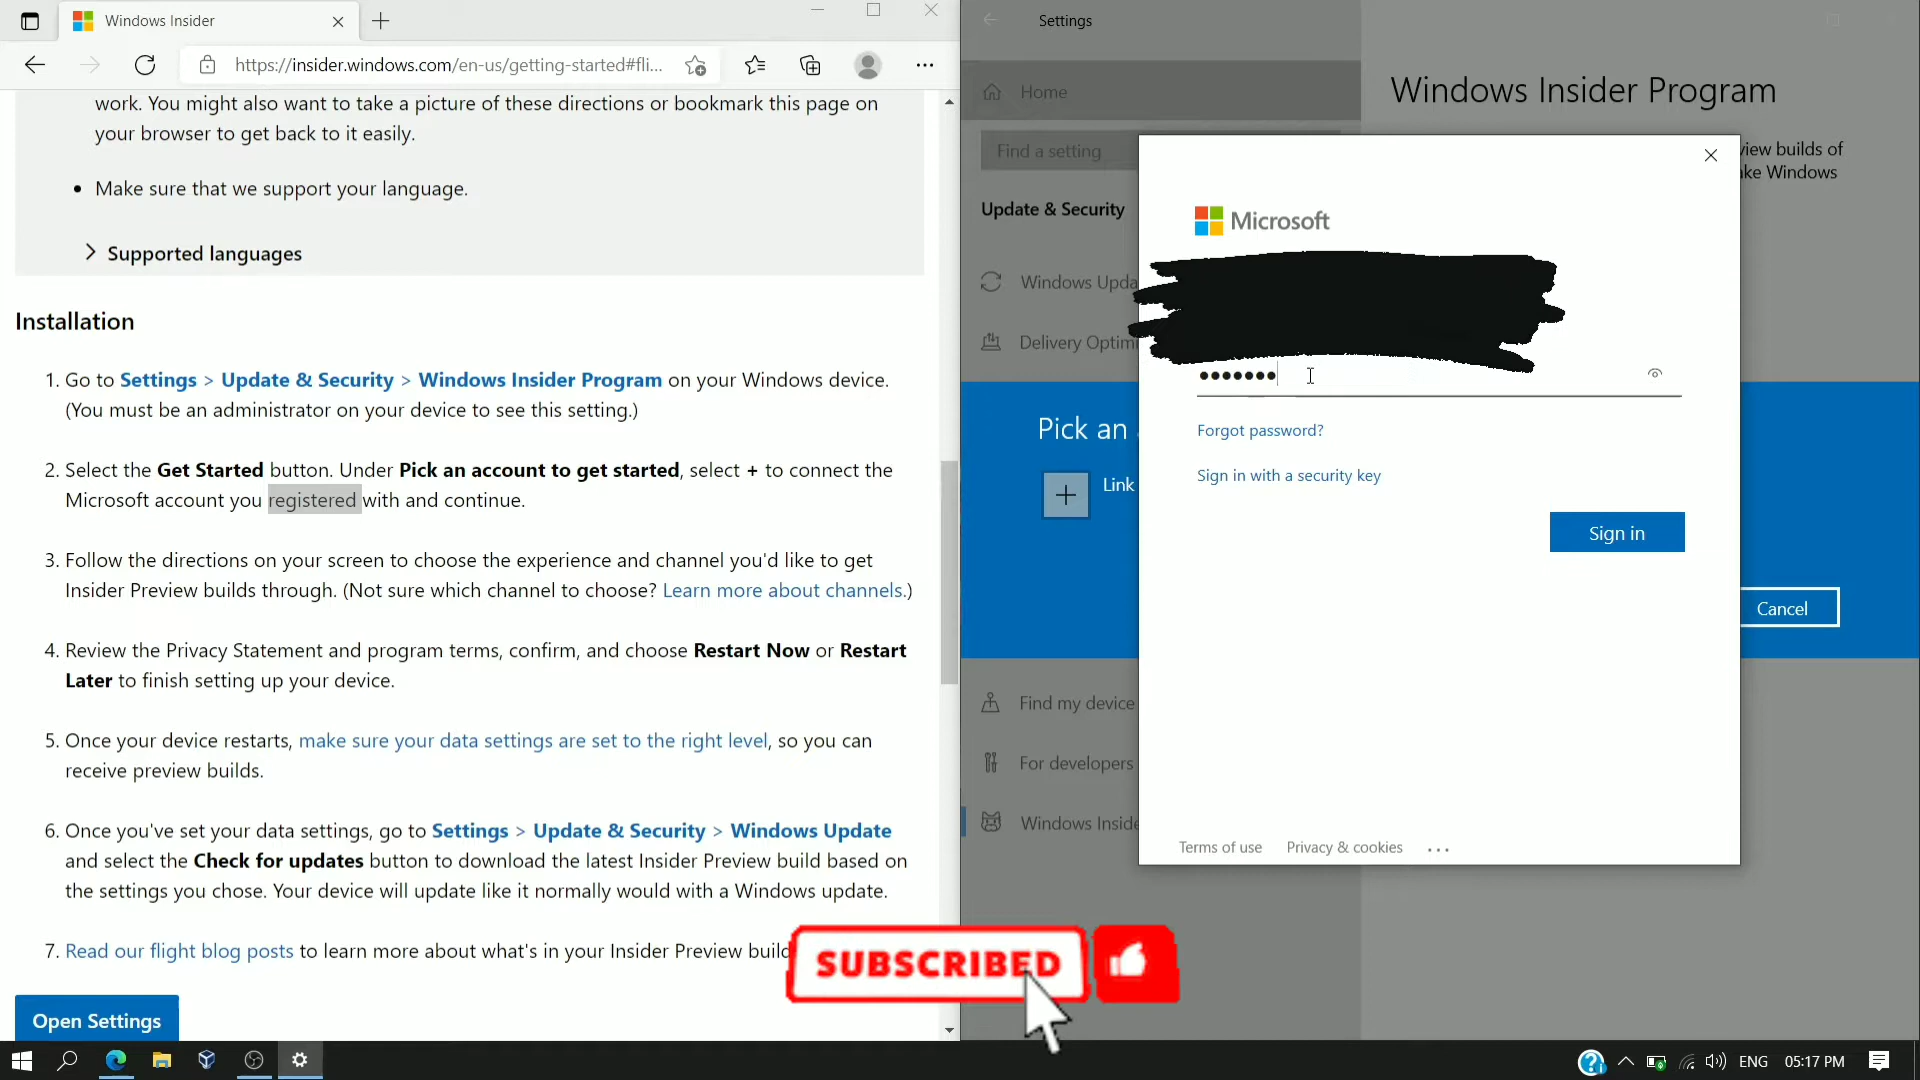 Windows Insider
https://insider.windows.com/en-us/getting-started#fli...
work. You might also want to take a picture of these directions or bookmark this page on
your browser to get back to it easily.
• Make sure that we support your language.
Supported languages
Installation
1. Go to Settings > Update & Security > Windows Insider Program on your Windows device.
(You must be an administrator on your device to see this setting.)
2. Select the Get Started button. Under Pick an account to get started, select + to connect the
Microsoft account you registered with and continue.
3. Follow the directions on your screen to choose the experience and channel you'd like to get
Insider Preview builds through. (Not sure which channel to choose? Learn more about channels.)
4. Review the Privacy Statement and program terms, confirm, and choose Restart Now or Restart
Later to finish setting up your device.
5. Once your device restarts, make sure your data settings are set to the right level, so you can
receive preview builds.
6. Once you've set your data settings, go to Settings > Update & Security > Windows Update
and select the Check for updates button to download the latest Insider Preview build based on
the settings you chose. Your device will update like it normally would with a Windows update.
7. Read our flight blog posts to learn more about what's in your Insider Preview build
Open Settings
Settings
Home
Find a setting
Update & Security
Windows Upda
Delivery Optimi
Pick an
Link
Find my device
For developers
Windows Inside
Windows Insider Program
view builds of
ake Windows
Cancel
Microsoft
Forgot password?
Sign in with a security key
Sign in
Terms of use Privacy & cookies ...
SUBSCRIBED
ENG 05:17 PM